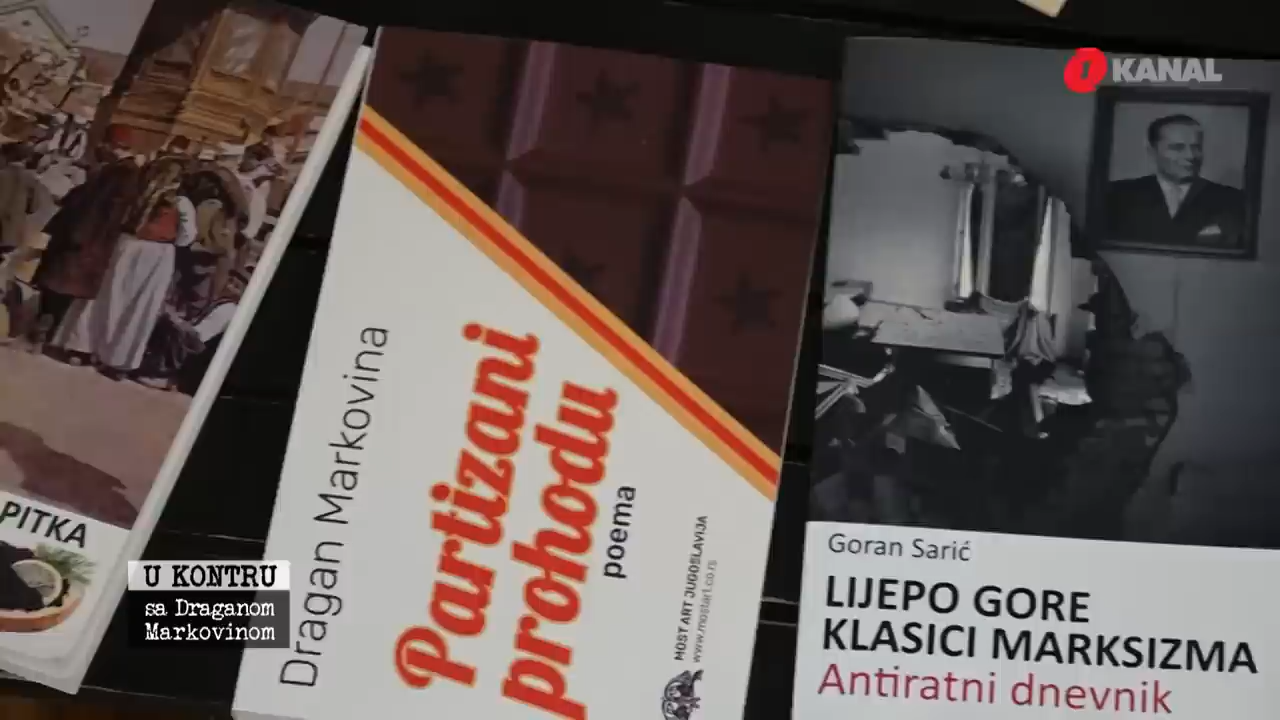 O KANAL
PITKA
Dragan Markovina
Partizani
prohodu
poema
MOST ART JUGOSLAVIJA
www.mostart.co.rs
Goran Sarić
LIJEPO GORE
KLASICI MARKSIZMA
Antiratni dnevnik
U KONTRU
sa Draganom
Markovinom